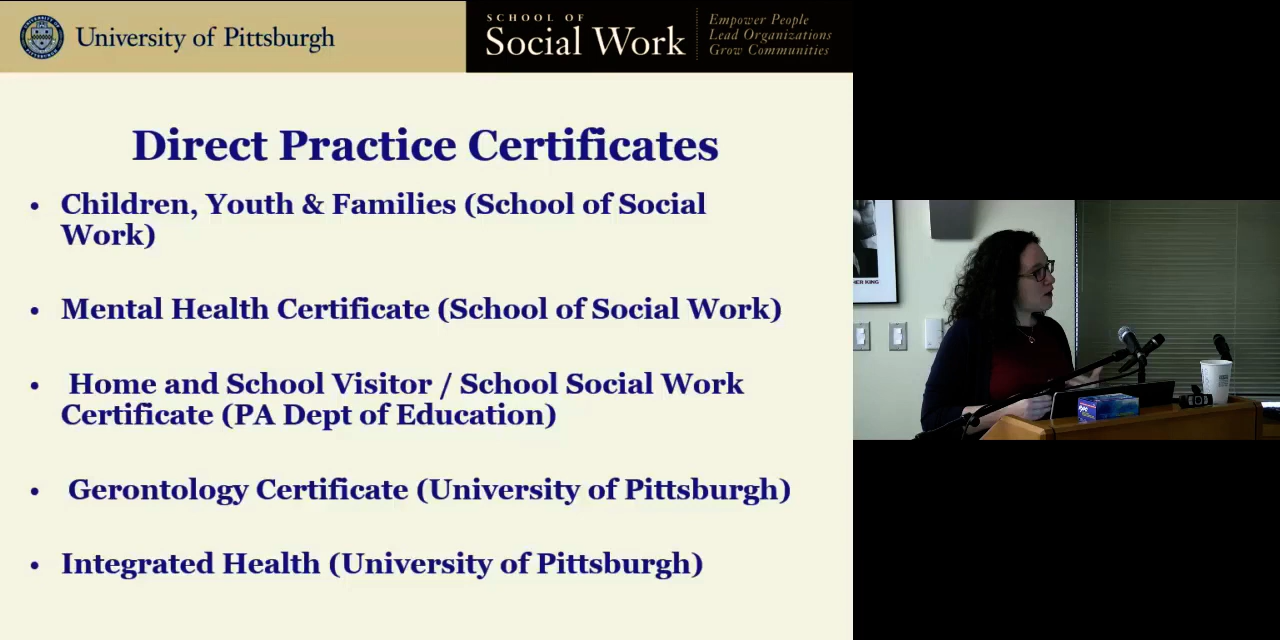 University of Pittsburgh
SCHOOL OF
Social Work
Empower People
Lead Organizations
Grow Communities
Direct Practice Certificates
• Children, Youth & Families (School of Social
Work)
• Mental Health Certificate (School of Social Work)
• Home and School Visitor / School Social Work
Certificate (PA Dept of Education)
• Gerontology Certificate (University of Pittsburgh)
• Integrated Health (University of Pittsburgh)
HER KING